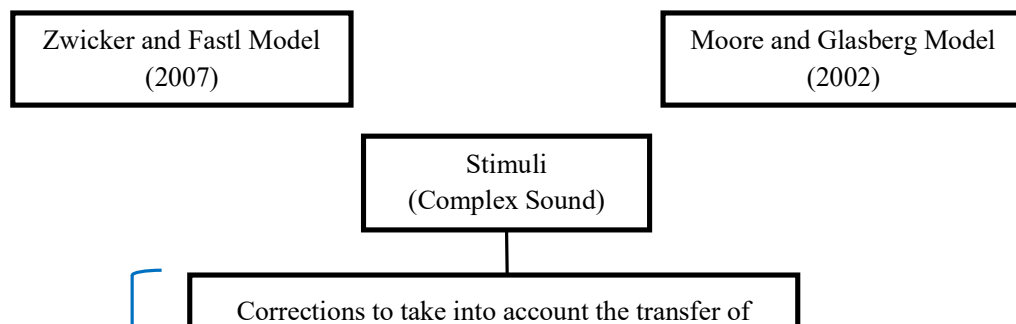 Zwicker and Fastl Model
(2007)
Moore and Glasberg Model
(2002)
Stimuli
(Complex Sound)
Corrections to take into account the transfer of